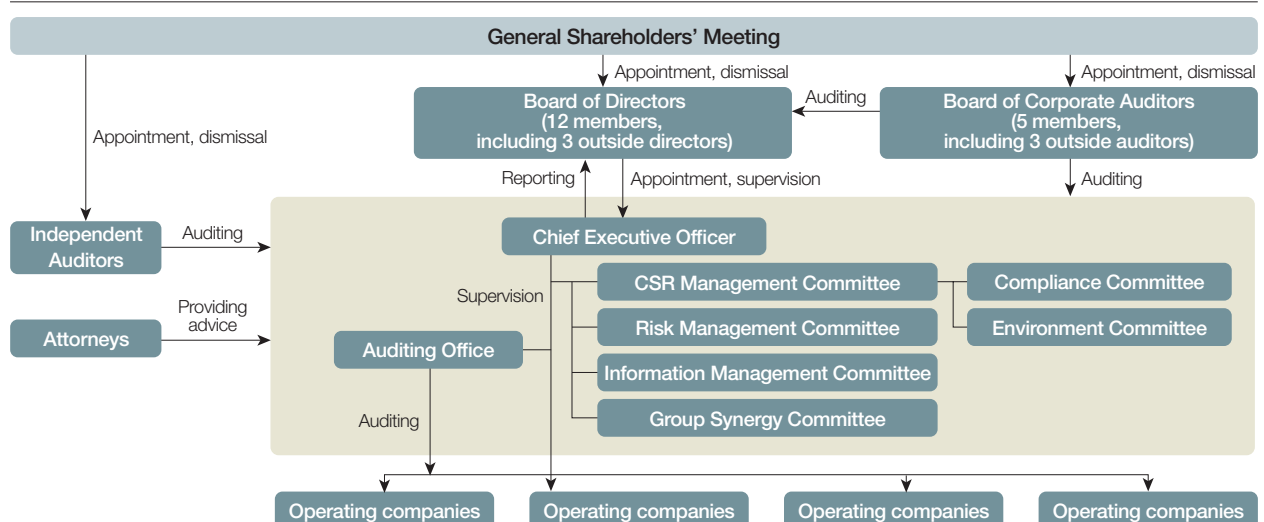 General Shareholders' Meeting
Appointment, dismissal
Appointment, dismissal
Appointment, dismissal
Board of Directors
(12 members,
including 3 outside directors)
Auditing
Board of Corporate Auditors
(5 members,
including 3 outside auditors)
Reporting
Appointment, supervision
Auditing
Independent
Auditors
Auditing
Chief Executive Officer
Supervision
CSR Management Committee
Compliance Committee
Providing
advice
Attorneys
Risk Management Committee
Environment Committee
Auditing Office
Information Management Committee
Auditing
Group Synergy Committee
Operating companies
Operating companies
Operating companies
Operating companies